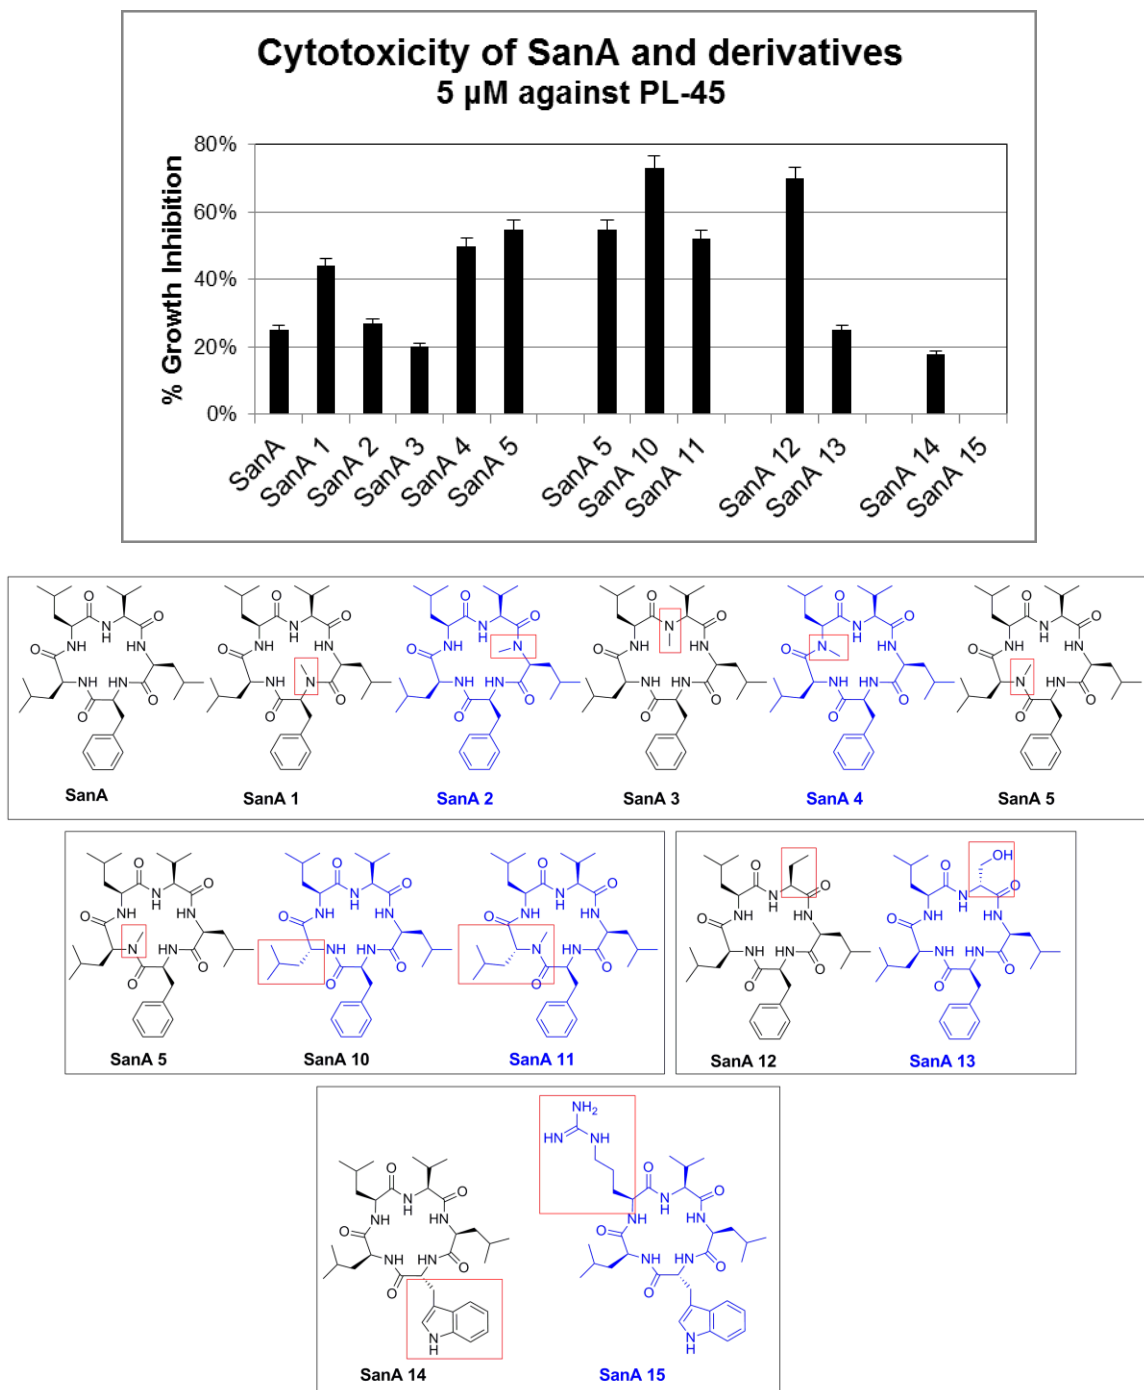 Cytotoxicity of SanA and derivatives
5 µM against PL-45
% Growth Inhibition
80%
60%
40%
20%
0%
SanA
SanA 1
SanA 2
SanA 3
SanA 4
SanA 5
SanA 5
SanA 10
SanA 11
SanA 12
SanA 13
SanA 14
SanA 15
SanA
SanA 1
SanA 2
SanA 3
SanA 4
SanA 5
SanA 5
SanA 10
SanA 11
SanA 12
SanA 13
SanA 14
SanA 15